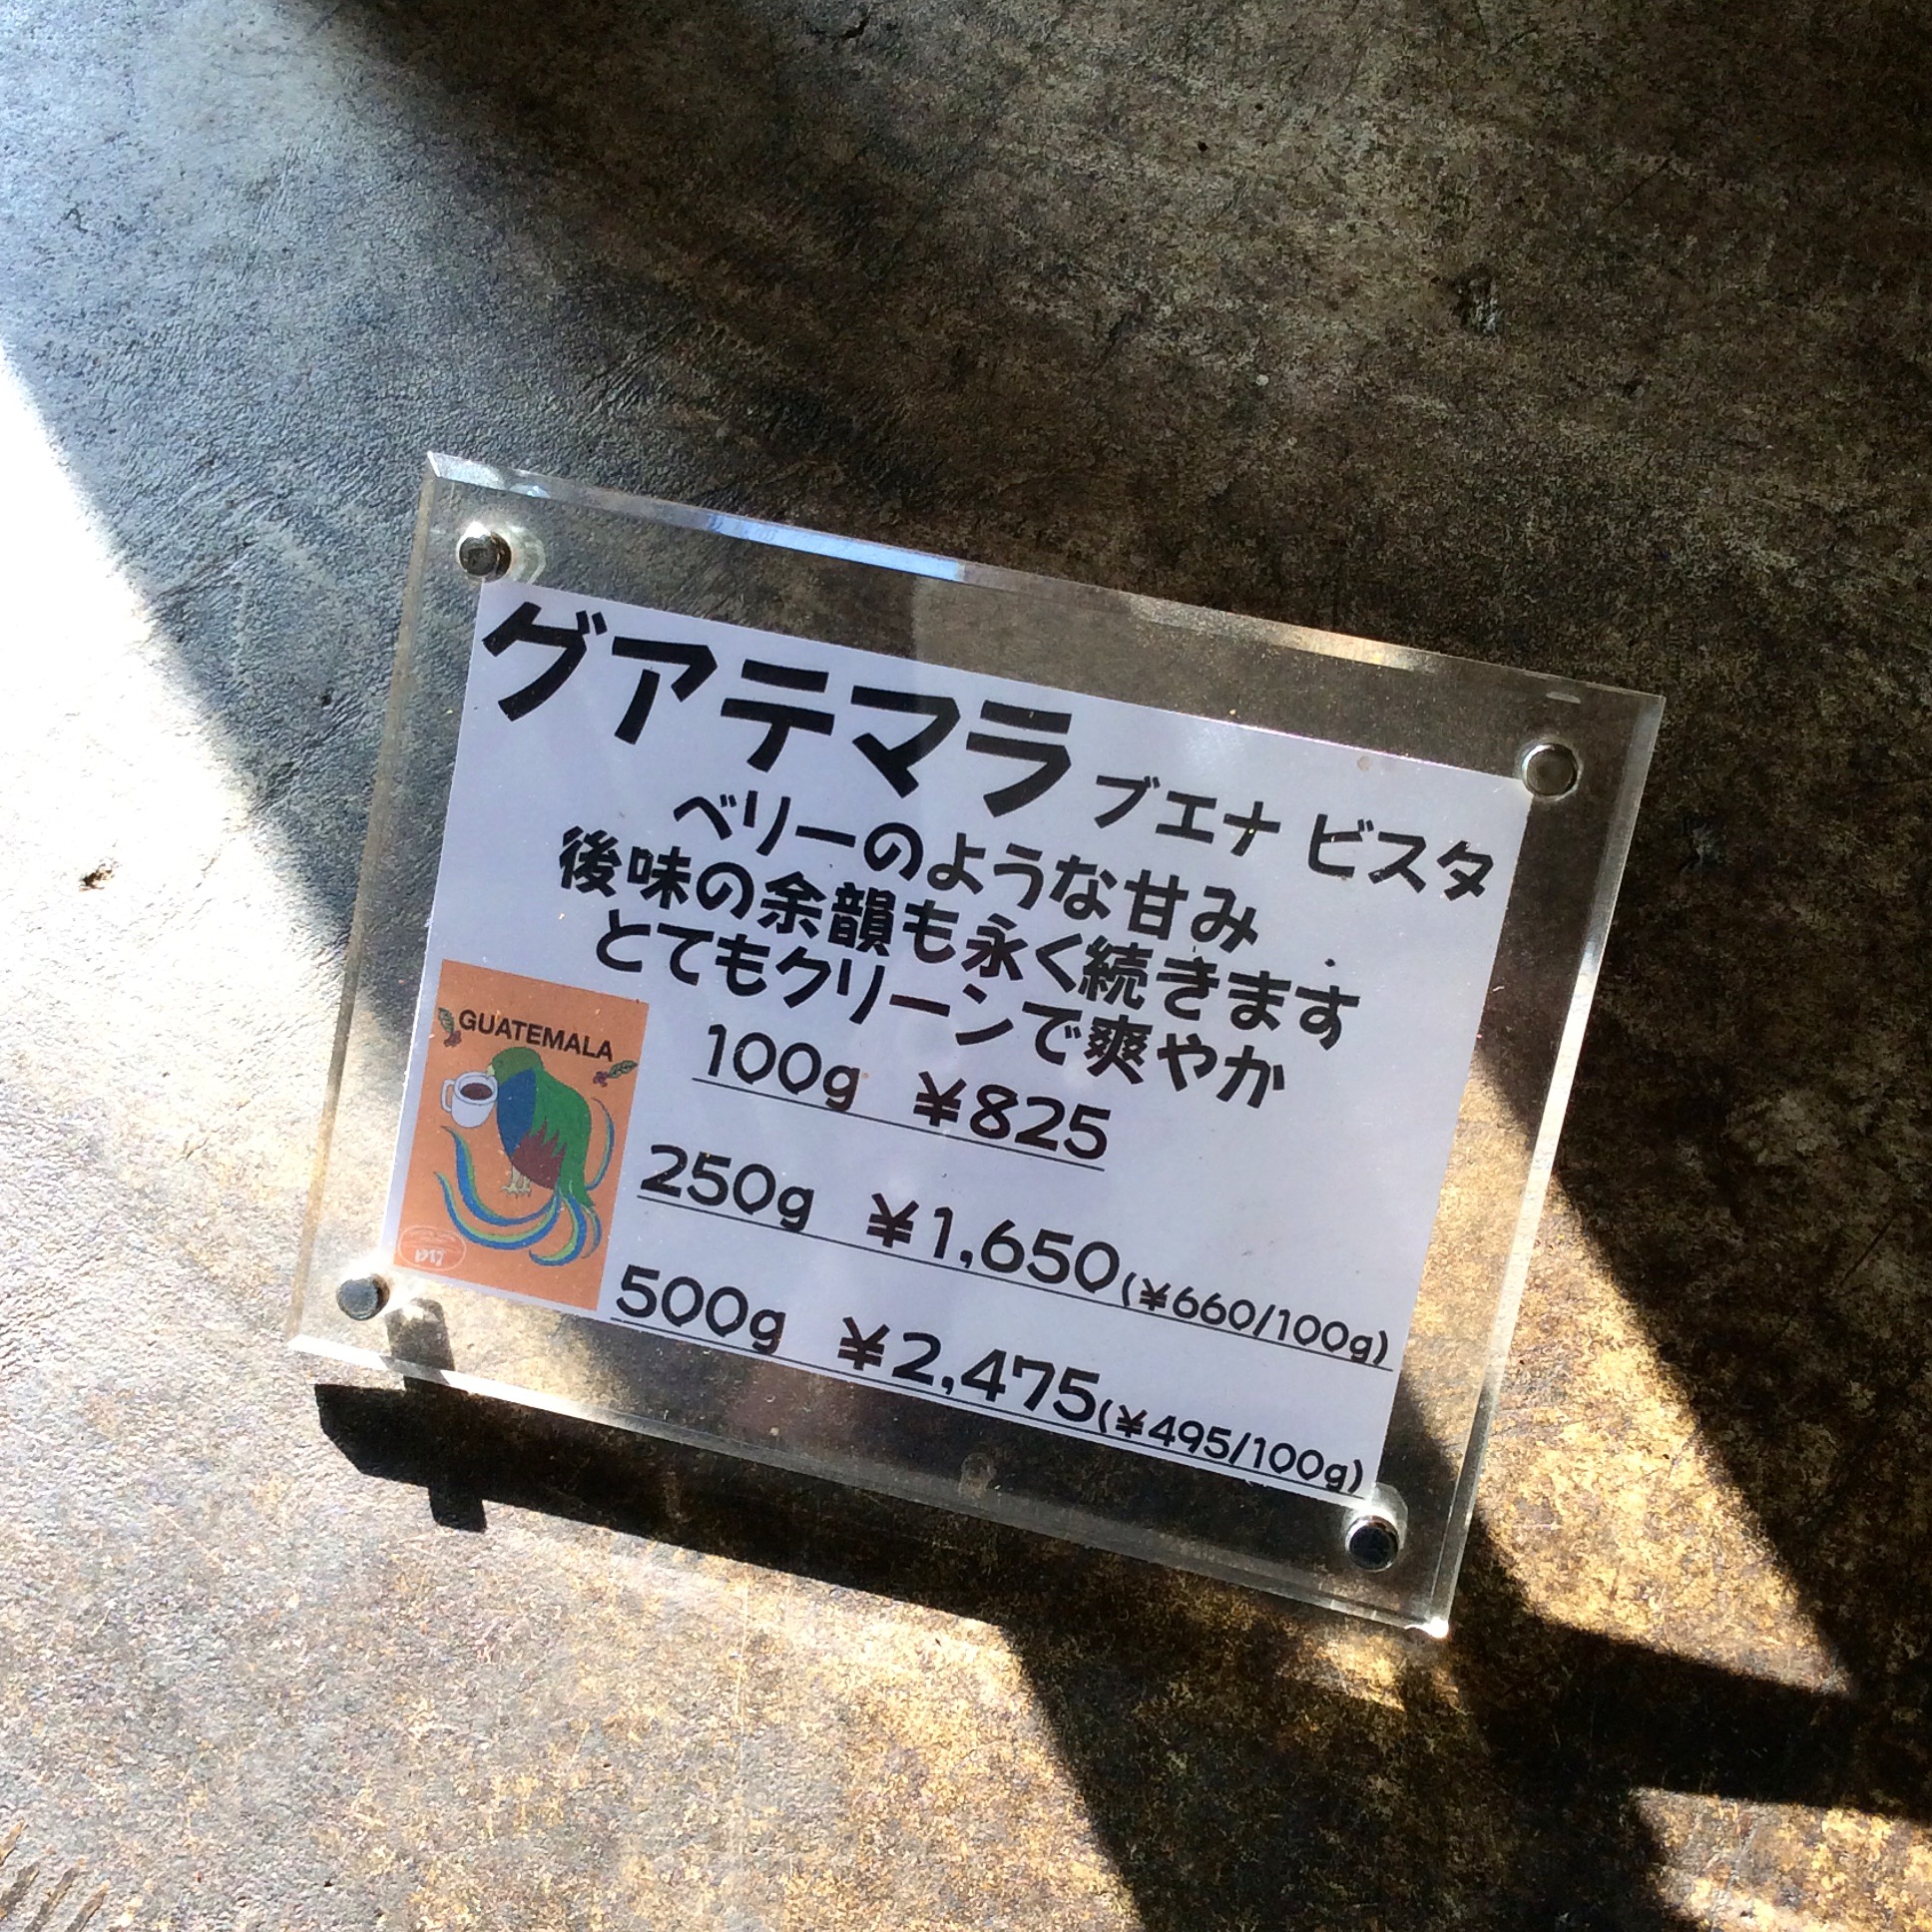 グアテマラ ブエナ ビスタ
ベリーのような甘み
後味の余韻も永く続きます
とてもクリーンで爽やか
GUATEMALA
100g ¥825
250g ¥1,650(¥660/100g)
500g ¥2,475(¥495/100g)